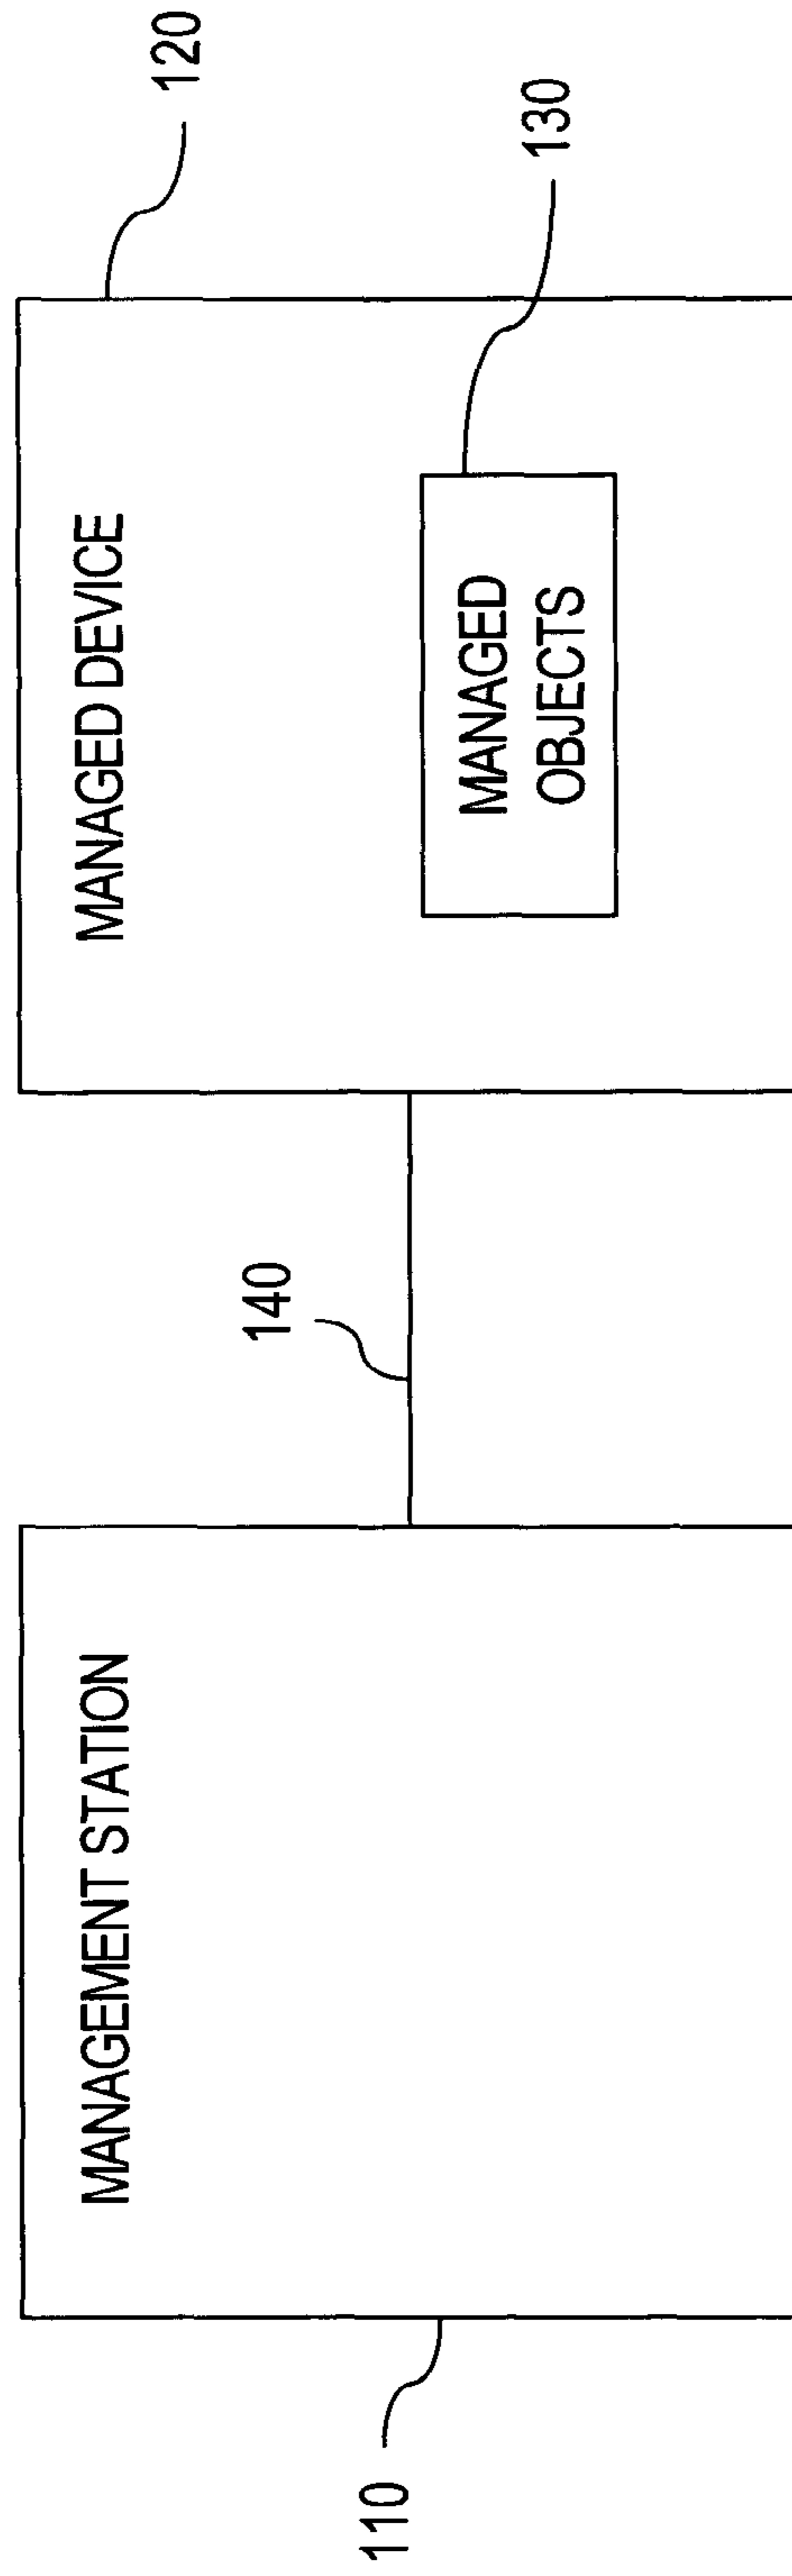 110
MANAGEMENT STATION
140
MANAGED DEVICE
120
MANAGED
OBJECTS
130